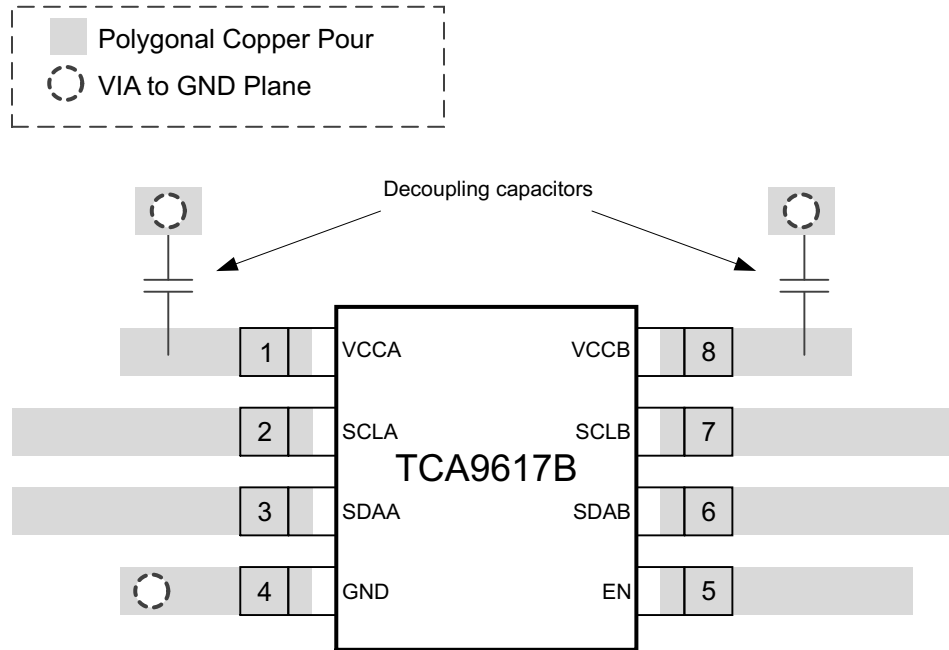 Polygonal Copper Pour
VIA to GND Plane
Decoupling capacitors
1 VCCA VCCB 8
2 SCLA SCLB 7
TCA9617B
3 SDAA SDAB 6
4 GND EN 5